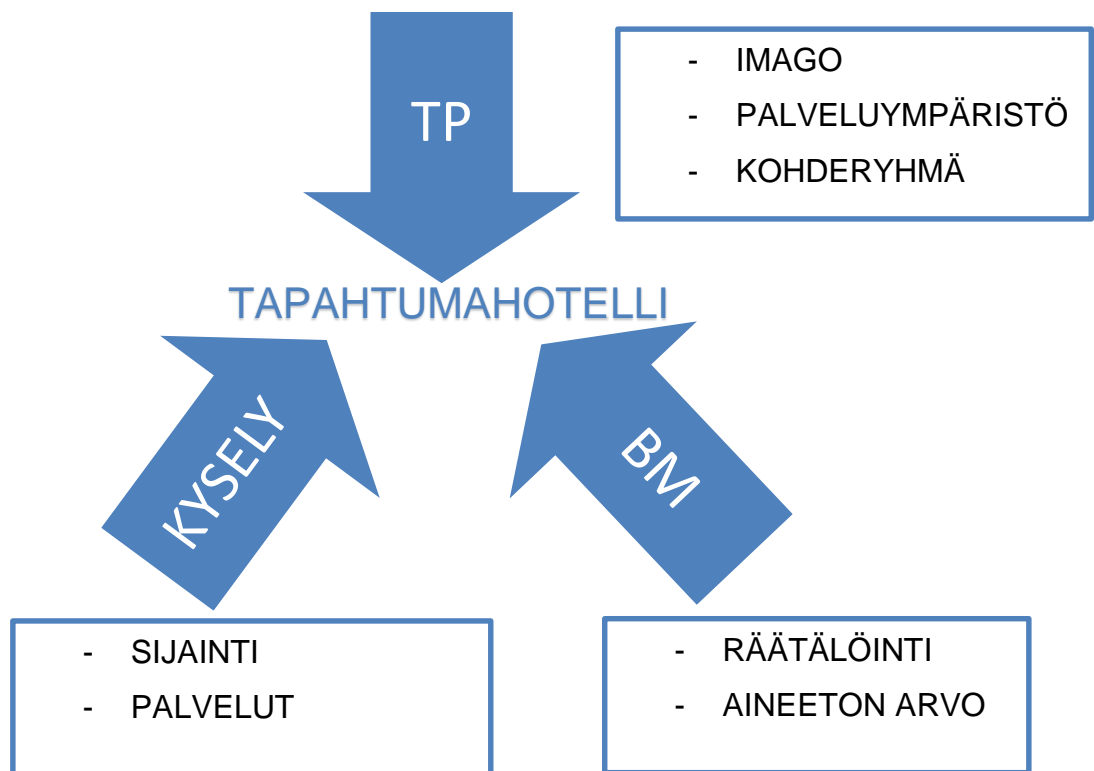 TP
- IMAGO
- PALVELUYMPÄRISTÖ
- KOHDERYHMÄ
TAPAHTUMAHOTELLI
KYSELY
BM
- SIJAINTI
- PALVELUT
- RÄÄTÄLÖINTI
- AINEETON ARVO